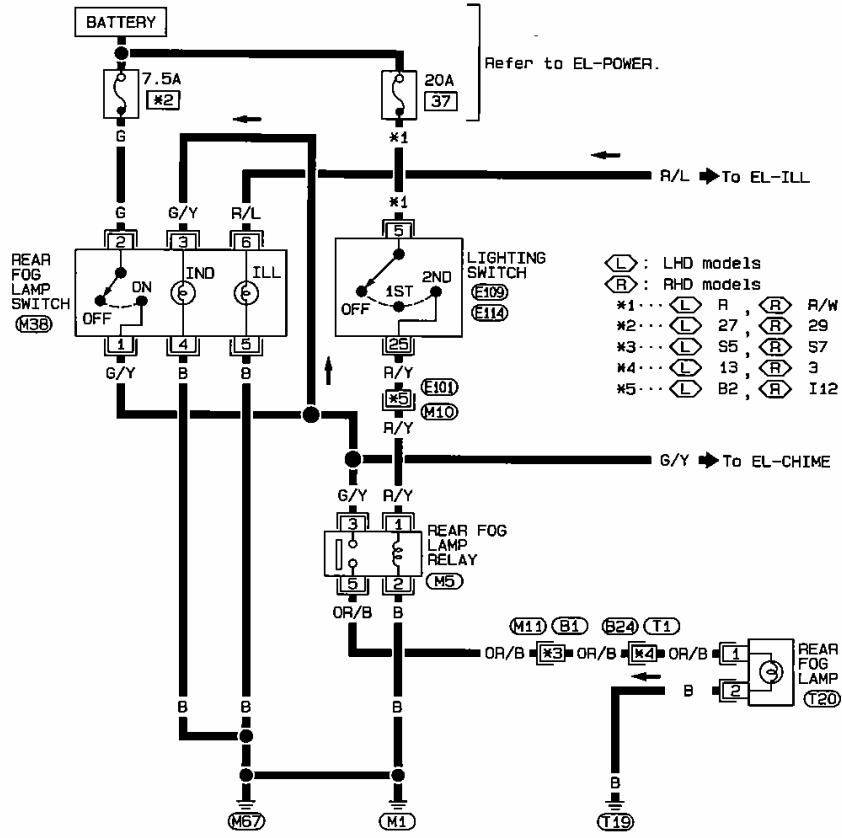 BATTERY
Refer to EL-POWER.
7.5A
*2
20A
37
G
*1
R/L To EL-ILL
G G/Y R/L
*1
2 3 6
5
REAR
FOG
LAMP
SWITCH
M38
ON
OFF
IND
ILL
LIGHTING
SWITCH
E109
E114
OFF
1ST
2ND
L : LHD models
R : RHD models
*1··· L R , R R/W
*2··· L 27 , R 29
*3··· L S5 , R S7
*4··· L 13 , R 3
*5··· L B2 , R I12
1 4 5
25
G/Y B B
R/Y
*5
E101
M10
R/Y
G/Y To EL-CHIME
G/Y R/Y
3 1
REAR FOG
LAMP
RELAY
M5
5 2
OR/B B
M11 B1 B24 T1
OR/B *3 OR/B *4 OR/B 1
REAR
FOG
LAMP
T20
B 2
B B B
B
M67 M1 T19